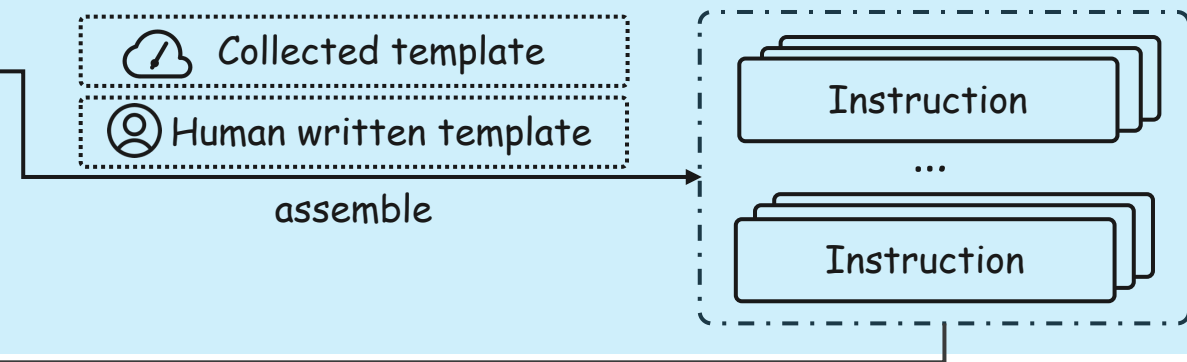 Collected template
Human written template
assemble
Instruction
...
Instruction